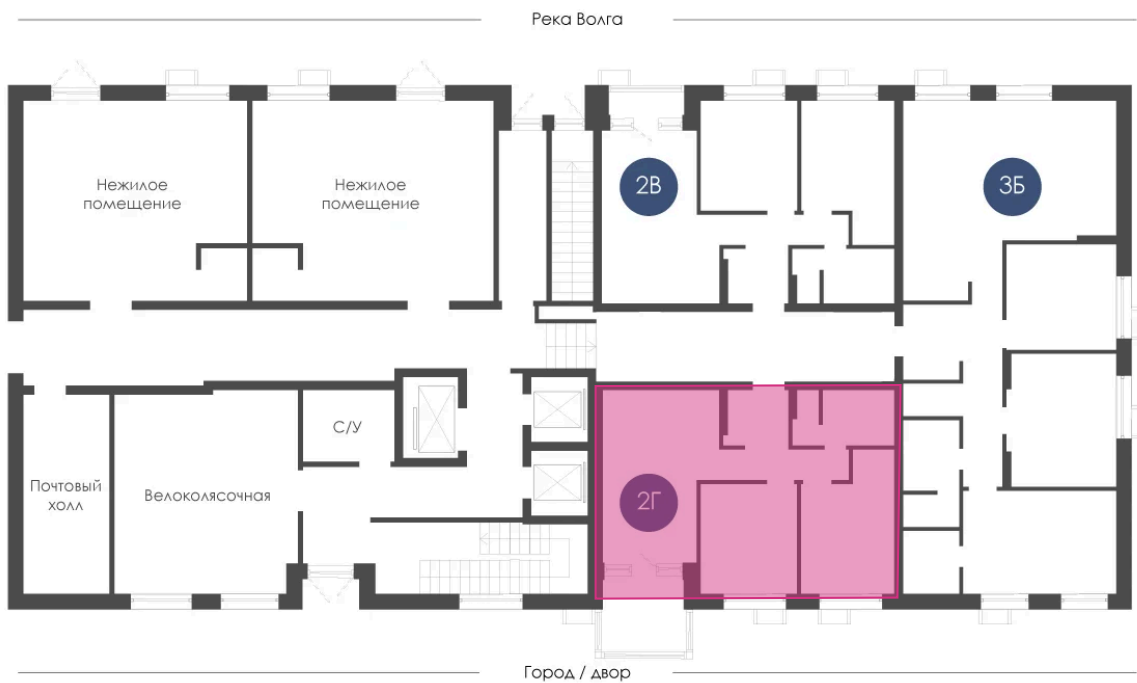 Река Волга
Нежилое
помещение
Нежилое
помещение
2В
3Б
С/У
Почтовый
холл
Велоколясочная
2Г
Город / двор